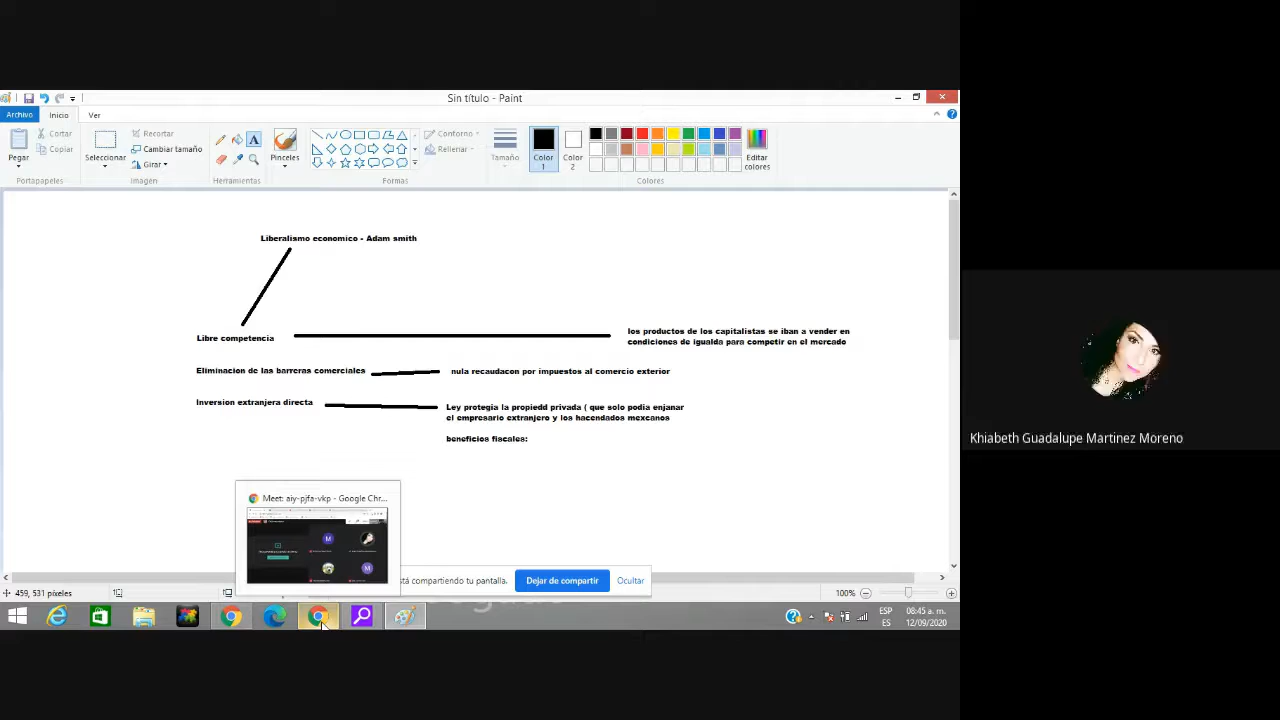 Sin título - Paint
Archivo Inicio Ver
Pegar
Cortar
Copiar
Portapapeles
Seleccionar
Recortar
Cambiar tamaño
Girar
Imagen
A
Herramientas
Pinceles
Contorno
Rellenar
Formas
Tamaño
Color
1
Color
2
Editar
colores
Colores
Liberalismo economico - Adam smith
Libre competencia
los productos de los capitalistas se iban a vender en
condiciones de igualda para competir en el mercado
Eliminacion de las barreras comerciales
nula recaudacon por impuestos al comercio exterior
Inversion extranjera directa
Ley protegia la propiedd privada ( que solo podia enjanar
el empresario extranjero y los hacendados mexcanos
beneficios fiscales:
Khiabeth Guadalupe Martinez Moreno
Meet: aiy-pjfa-vkp - Google Chr...
M
M
está compartiendo tu pantalla.
Dejar de compartir
Ocultar
459, 531 píxeles
100%
ESP
ES
08:45 a. m.
12/09/2020